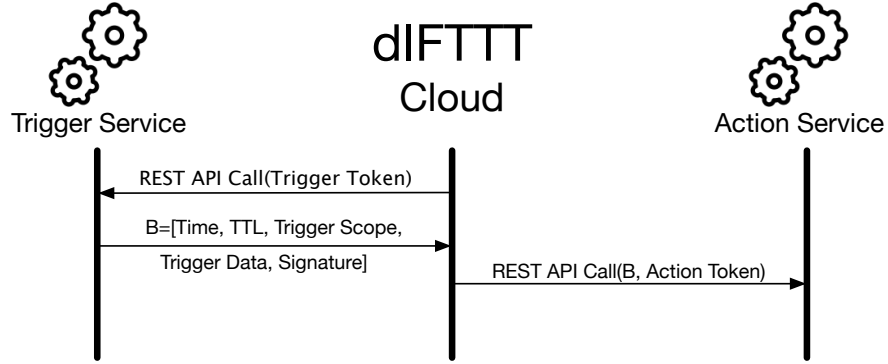 dIFTTT
Cloud
Trigger Service
Action Service
REST API Call(Trigger Token)
B=[Time, TTL, Trigger Scope,
Trigger Data, Signature]
REST API Call(B, Action Token)